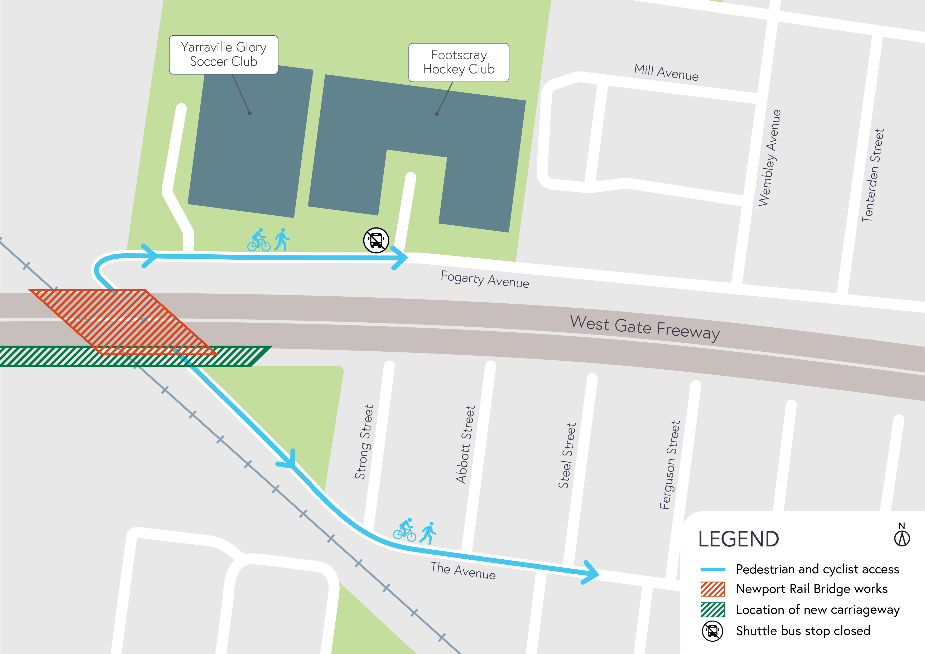 Yarraville Glory
Soccer Club
Footscray
Hockey Club
Mill Avenue
Wembley Avenue
Tenterden Street
Fogarty Avenue
West Gate Freeway
Strong Street
Abbott Street
Steel Street
Ferguson Street
The Avenue
LEGEND
N
Pedestrian and cyclist access
Newport Rail Bridge works
Location of new carriageway
Shuttle bus stop closed